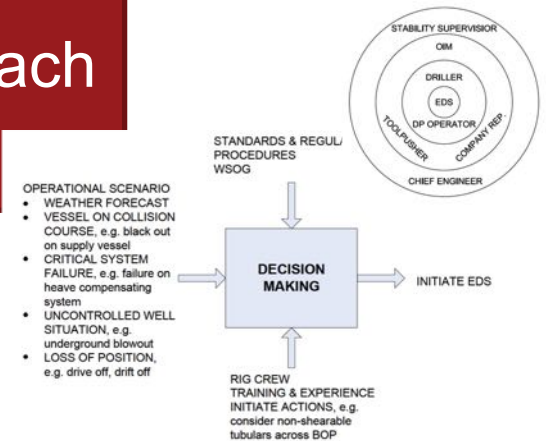 ach
STABILITY SUPERVISIOR
OIM
DRILLER
EDS
DP OPERATOR
TOOLPUSHER
COMPANY REP.
CHIEF ENGINEER
STANDARDS & REGUL
PROCEDURES
WSOG
OPERATIONAL SCENARIO
• WEATHER FORECAST
• VESSEL ON COLLISION
COURSE, e.g. black out
on supply vessel
• CRITICAL SYSTEM
FAILURE, e.g. failure on
heave compensating
system
• UNCONTROLLED WELL
SITUATION, e.g.
underground blowout
• LOSS OF POSITION,
e.g. drive off, drift off
DECISION
MAKING
INITIATE EDS
RIG CREW
TRAINING & EXPERIENCE
INITIATE ACTIONS, e.g.
consider non-shearable
tubulars across BOP